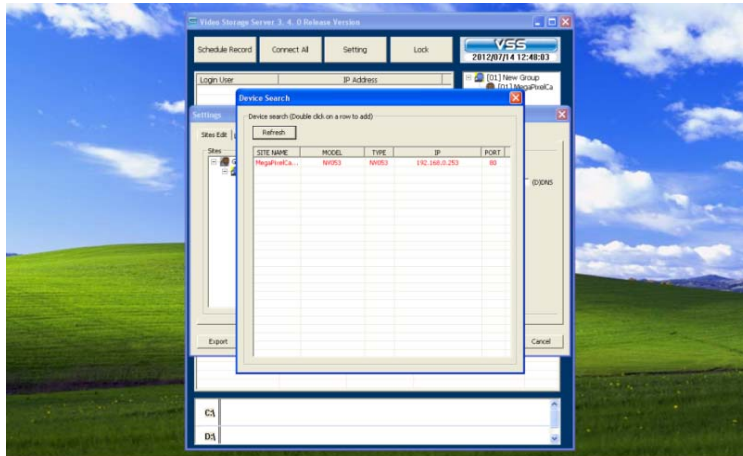 Video Storage Server 3. 4. 0 Release Version
Schedule Record Connect All Setting Lock
VSS
2012/07/14 12:48:03
Login User IP Address
[01] New Group
[01] MegaPixelCa
Device Search
Settings
Device search (Double click on a row to add)
Sites Edit
Refresh
Sites
SITE NAME MODEL TYPE IP PORT
MegaPixelCa... NV053 NV053 192.168.0.253 80
(D)DNS
Export
Cancel
C:\
D:\